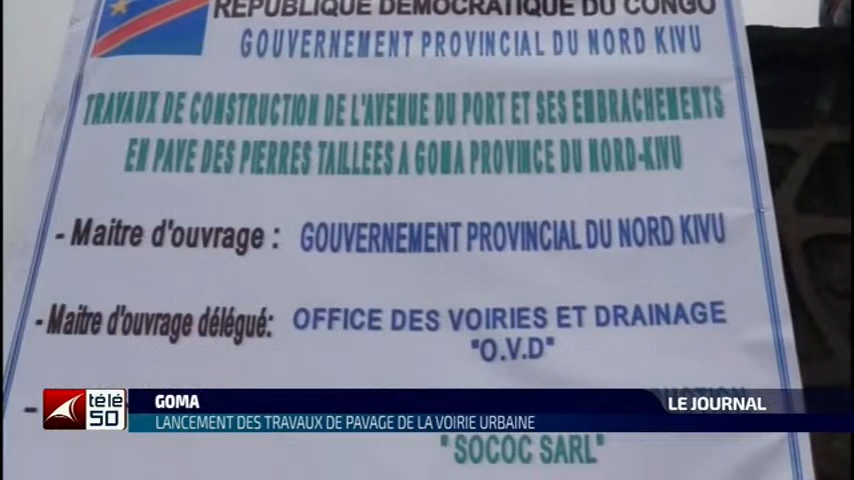 RÉPUBLIQUE DÉMOCRATIQUE DU CONGO
GOUVERNEMENT PROVINCIAL DU NORD KIVU
TRAVAUX DE CONSTRUCTION DE L'AVENUE DU PORT ET SES EMBRACHEMENTS
EN PAVE DES PIERRES TAILLEES A GOMA PROVINCE DU NORD-KIVU
- Maitre d'ouvrage : GOUVERNEMENT PROVINCIAL DU NORD KIVU
- Maitre d'ouvrage délégué: OFFICE DES VOIRIES ET DRAINAGE
"O.V.D"
télé 50
GOMA
LE JOURNAL
LANCEMENT DES TRAVAUX DE PAVAGE DE LA VOIRIE URBAINE
"SOCOC SARL"